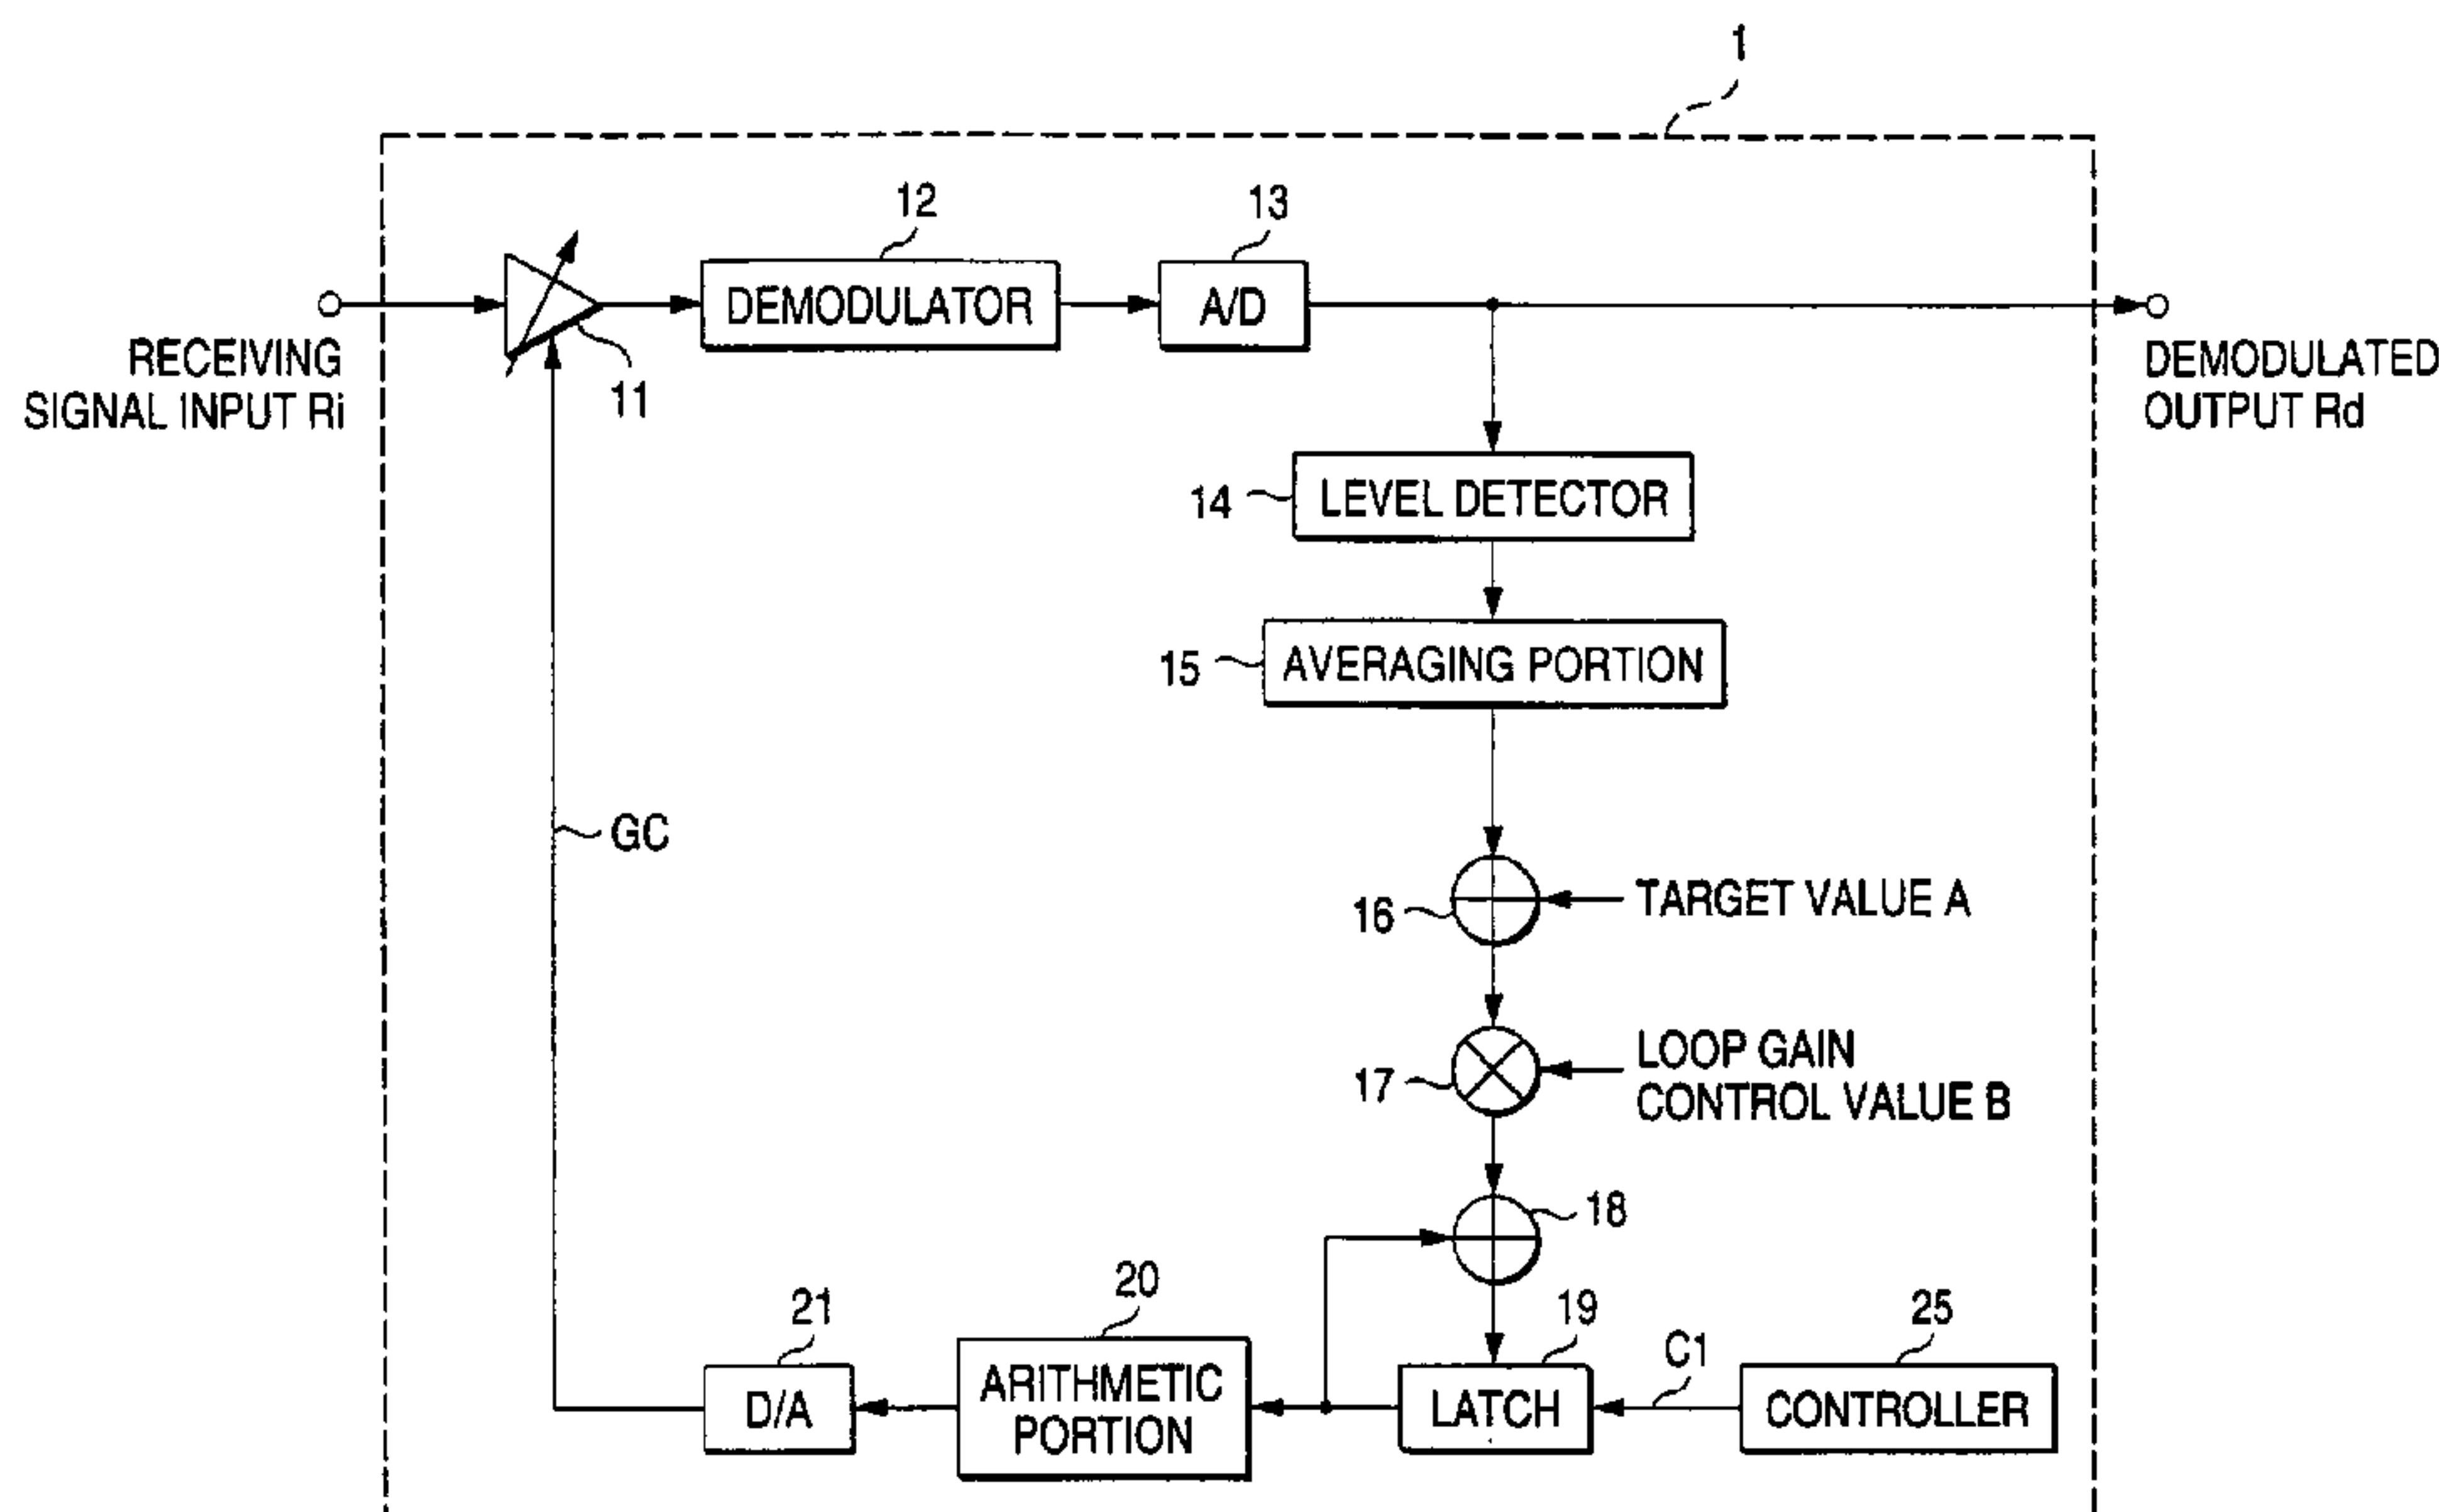 1
12
13
DEMODULATOR
A/D
RECEIVING
SIGNAL INPUT Ri
11
DEMODULATED
OUTPUT Rd
14
LEVEL DETECTOR
15
AVERAGING PORTION
GC
16
TARGET VALUE A
17
LOOP GAIN
CONTROL VALUE B
18
21
20
19
C1
25
D/A
ARITHMETIC
PORTION
LATCH
CONTROLLER